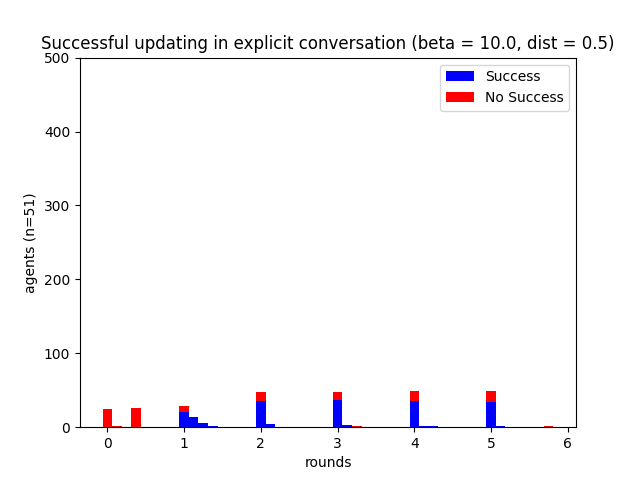 Successful updating in explicit conversation (beta = 10.0, dist = 0.5)
500
400
300
200
100
0
agents (n=51)
Success
No Success
0 1 2 3 4 5 6
rounds